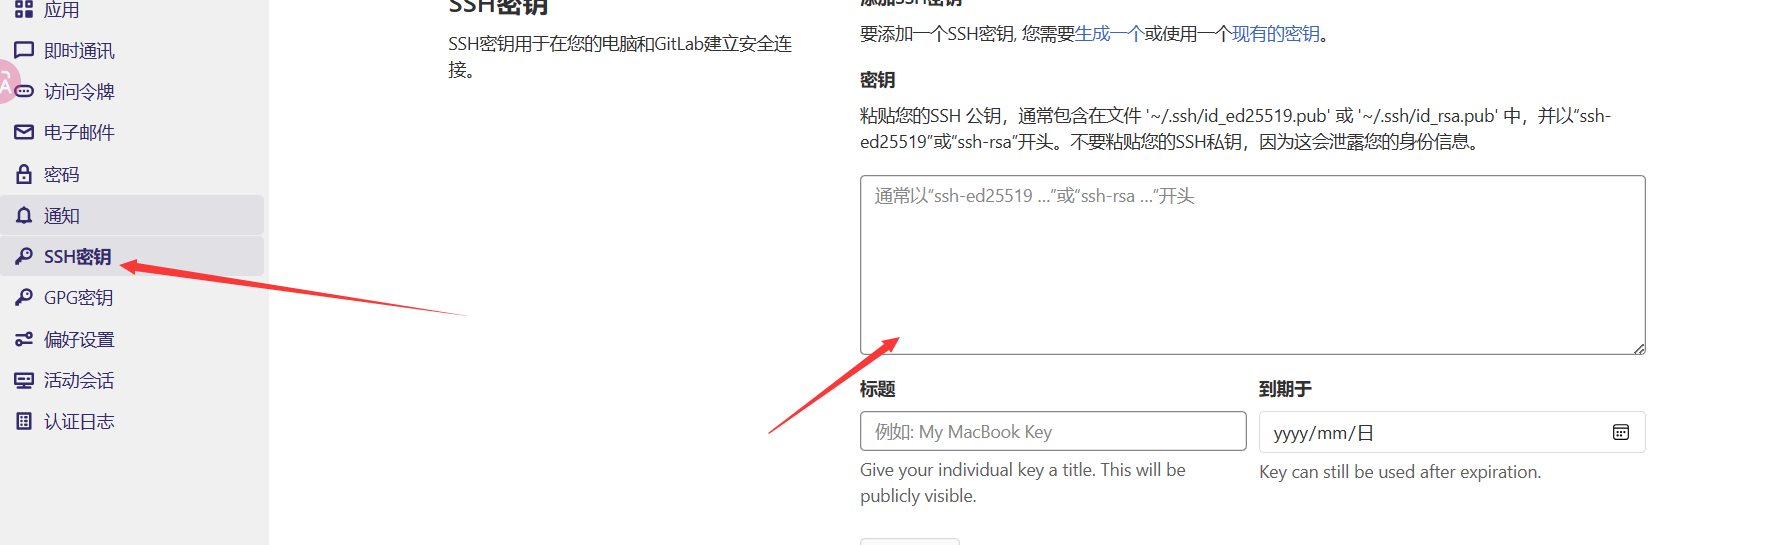 应用
即时通讯
访问令牌
电子邮件
密码
通知
SSH密钥
GPG密钥
偏好设置
活动会话
认证日志
SSH密钥
SSH密钥用于在您的电脑和GitLab建立安全连
接。
添加SSH密钥
要添加一个SSH密钥, 您需要生成一个或使用一个现有的密钥。
密钥
粘贴您的SSH 公钥，通常包含在文件 '~/.ssh/id_ed25519.pub' 或 '~/.ssh/id_rsa.pub' 中，并以“ssh-
ed25519”或“ssh-rsa”开头。不要粘贴您的SSH私钥，因为这会泄露您的身份信息。
通常以“ssh-ed25519 ...”或“ssh-rsa ...”开头
标题
到期于
例如: My MacBook Key
yyyy/mm/日
Give your individual key a title. This will be
publicly visible.
Key can still be used after expiration.